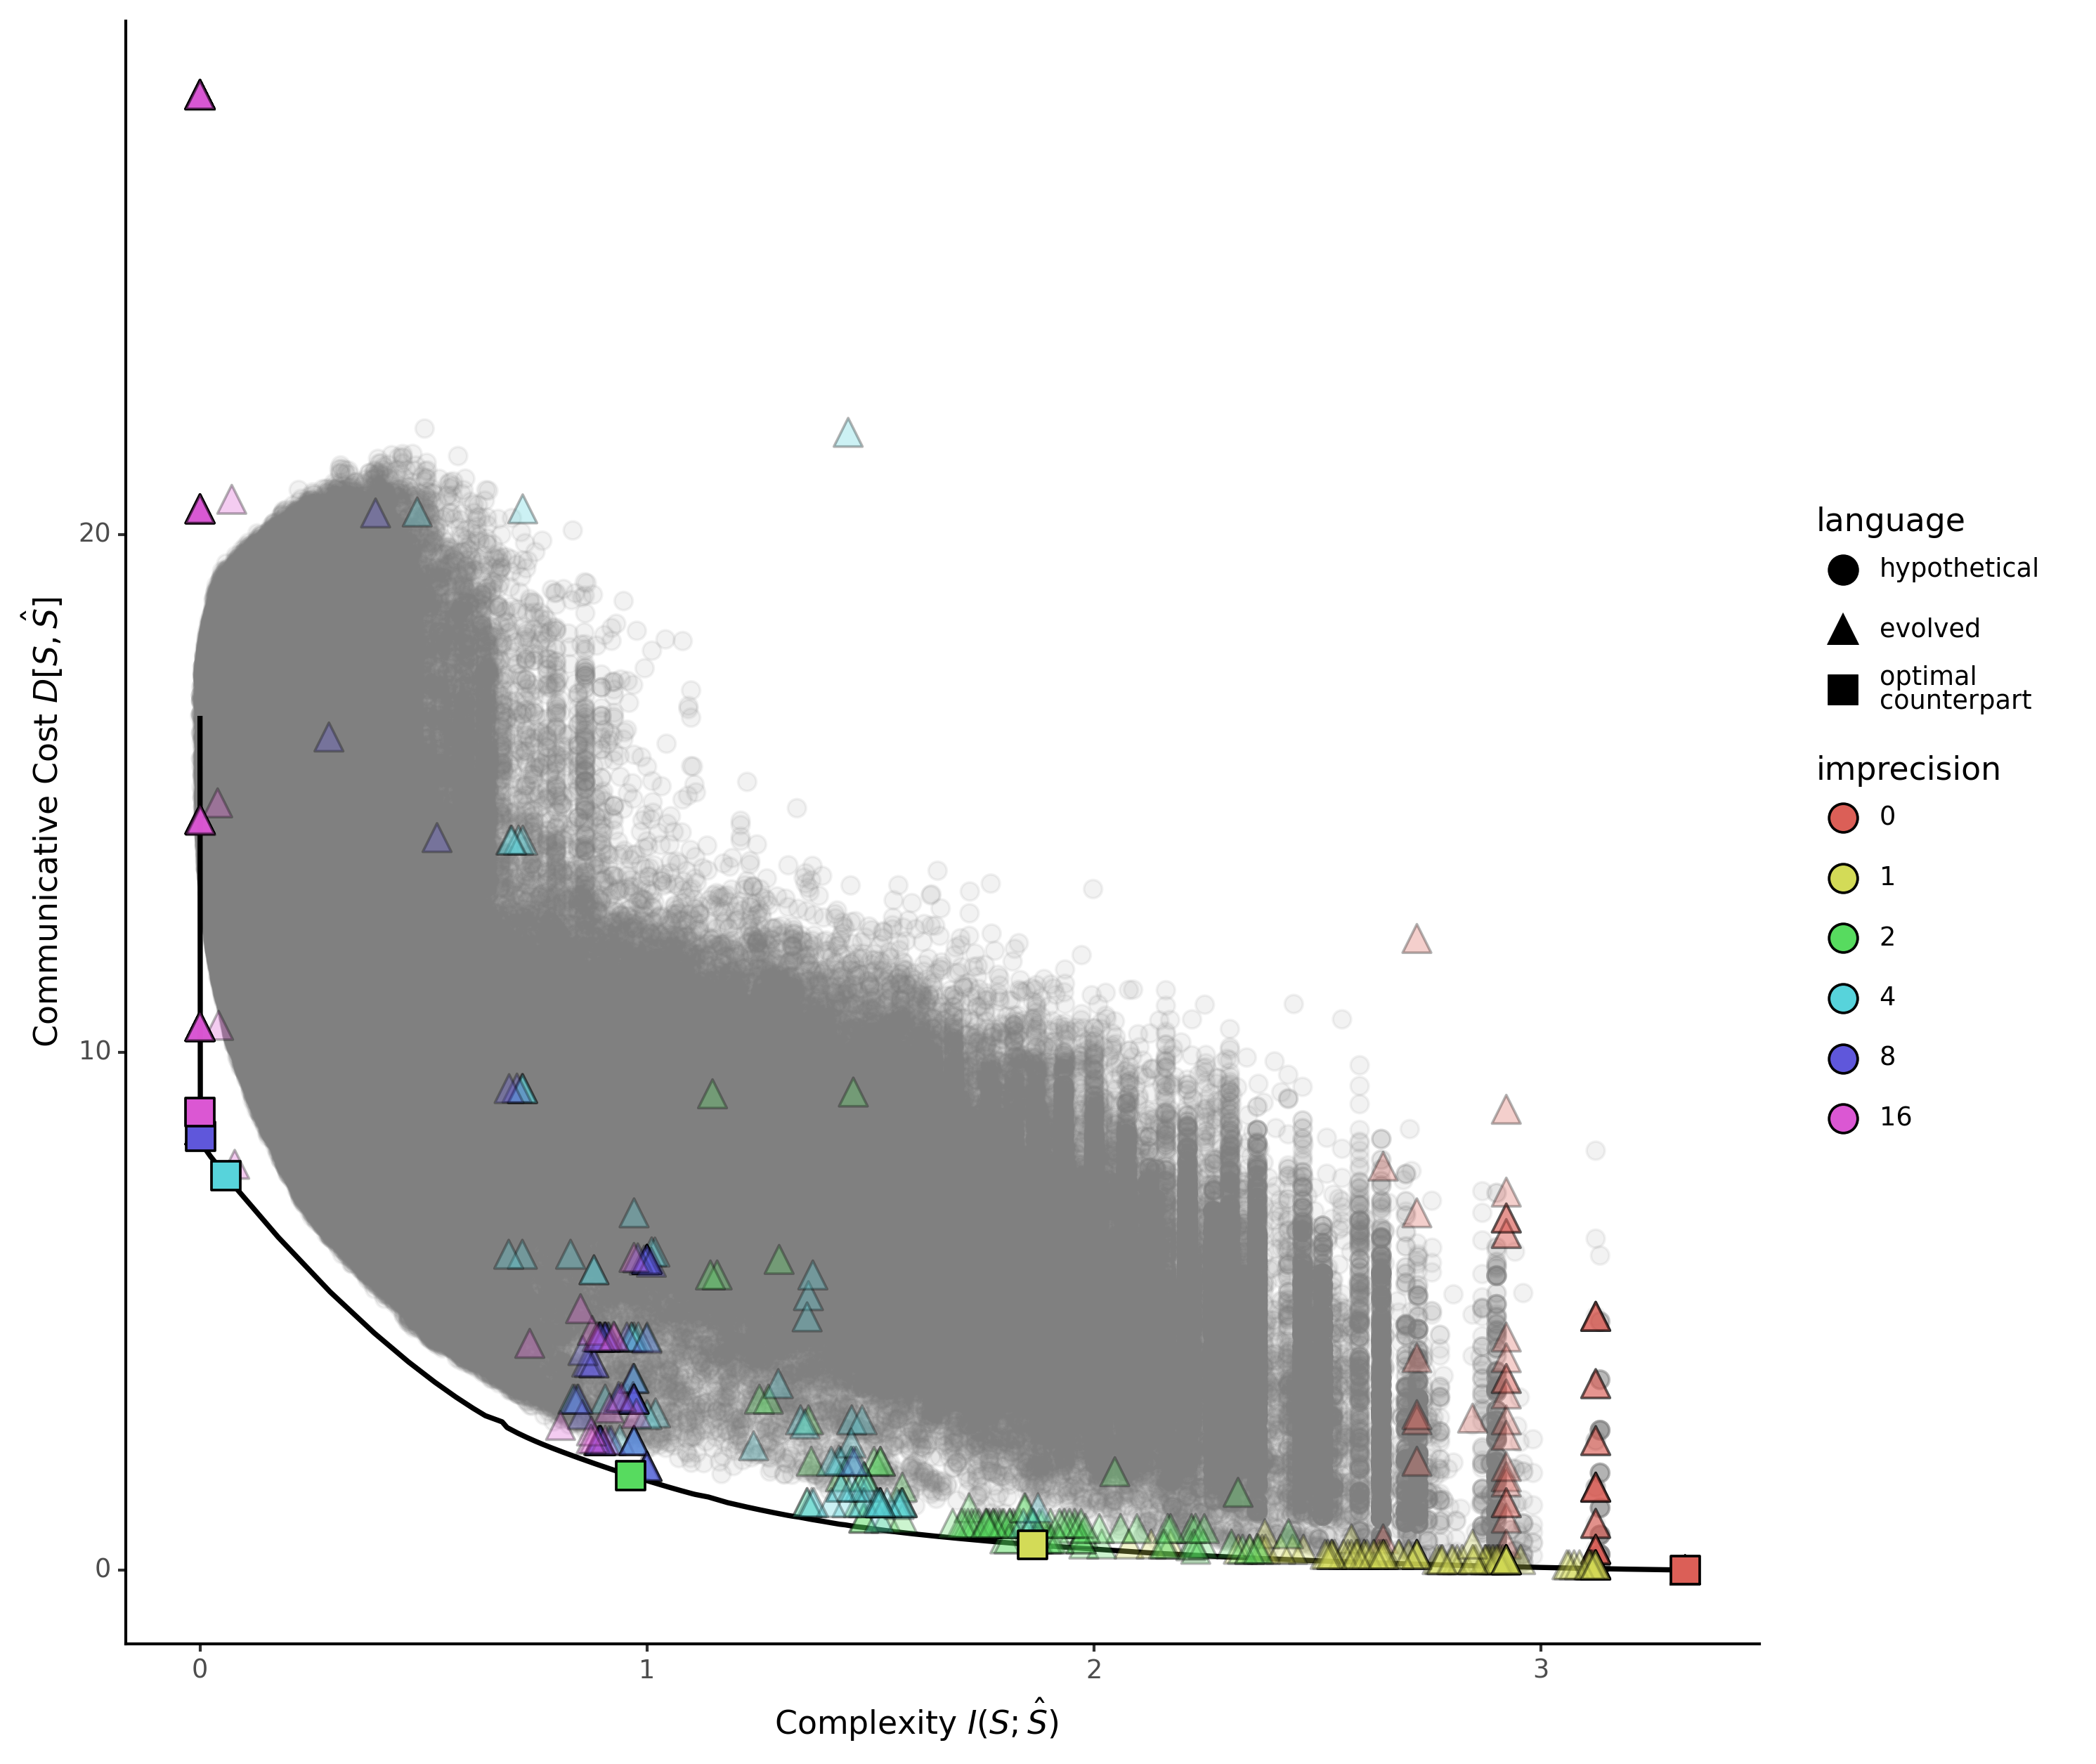 20
10
0
0
1
2
3
Communicative Cost D[S, Ŝ]
Complexity I(S; Ŝ)
language
hypothetical
evolved
optimal
counterpart
imprecision
0
1
2
4
8
16